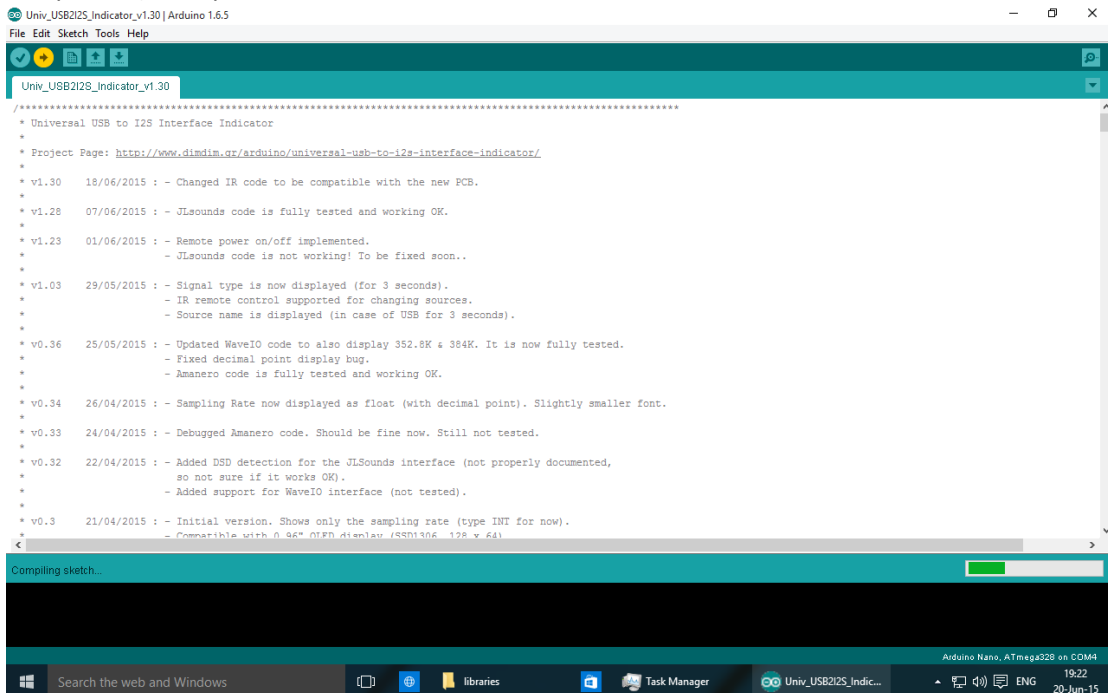 Univ_USB2I2S_Indicator_v1.30 | Arduino 1.6.5
File Edit Sketch Tools Help
Univ_USB2I2S_Indicator_v1.30
/*************************************************************************************************************
* Universal USB to I2S Interface Indicator
*
* Project Page: http://www.dimdim.gr/arduino/universal-usb-to-i2s-interface-indicator/
*
* v1.30 18/06/2015 : - Changed IR code to be compatible with the new PCB.
*
* v1.28 07/06/2015 : - JLsounds code is fully tested and working OK.
*
* v1.23 01/06/2015 : - Remote power on/off implemented.
* - JLsounds code is not working! To be fixed soon..
*
* v1.03 29/05/2015 : - Signal type is now displayed (for 3 seconds).
* - IR remote control supported for changing sources.
* - Source name is displayed (in case of USB for 3 seconds).
*
* v0.36 25/05/2015 : - Updated WaveIO code to also display 352.8K & 384K. It is now fully tested.
* - Fixed decimal point display bug.
* - Amanero code is fully tested and working OK.
*
* v0.34 26/04/2015 : - Sampling Rate now displayed as float (with decimal point). Slightly smaller font.
*
* v0.33 24/04/2015 : - Debugged Amanero code. Should be fine now. Still not tested.
*
* v0.32 22/04/2015 : - Added DSD detection for the JLSounds interface (not properly documented,
* so not sure if it works OK).
* - Added support for WaveIO interface (not tested).
*
* v0.3 21/04/2015 : - Initial version. Shows only the sampling rate (type INT for now).
* - Compatible with 0.96" OLED display (SSD1306, 128 x 64)
Compiling sketch...
Arduino Nano, ATmega328 on COM4
Search the web and Windows
libraries
Task Manager
Univ_USB2I2S_Indic...
ENG
19:22
20-Jun-15